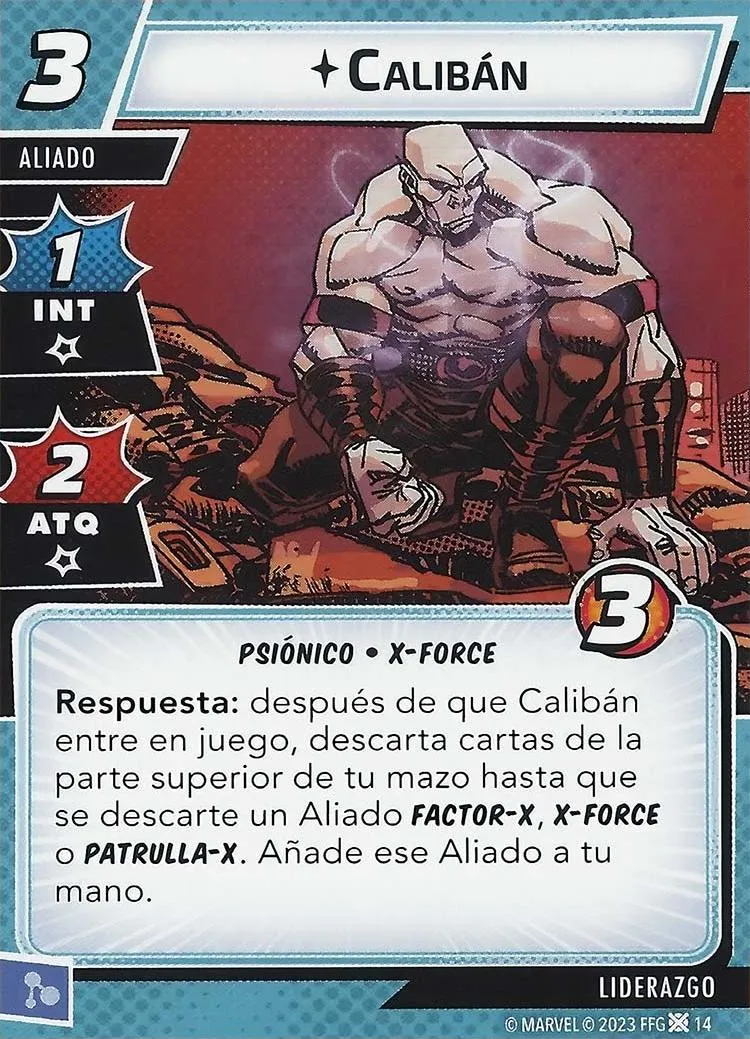 3
CALIBÁN
ALIADO
1
INT
2
ATQ
3
PSIÓNICO • X-FORCE
Respuesta: después de que Calibán
entre en juego, descarta cartas de la
parte superior de tu mazo hasta que
se descarte un Aliado FACTOR-X, X-FORCE
o PATRULLA-X. Añade ese Aliado a tu
mano.
LIDERAZGO
© MARVEL © 2023 FFG 14